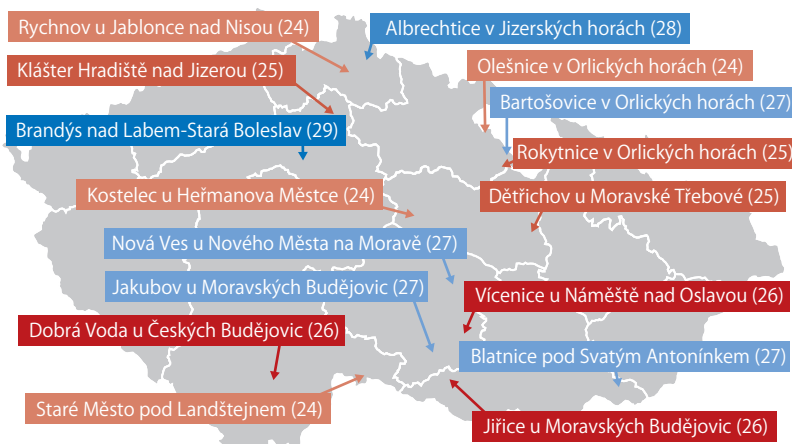 Rychnov u Jablonce nad Nisou (24)
Albrechtice v Jizerských horách (28)
Klášter Hradiště nad Jizerou (25)
Olešnice v Orlických horách (24)
Bartošovice v Orlických horách (27)
Brandýs nad Labem-Stará Boleslav (29)
Rokytnice v Orlických horách (25)
Kostelec u Heřmanova Městce (24)
Dětřichov u Moravské Třebové (25)
Nová Ves u Nového Města na Moravě (27)
Jakubov u Moravských Budějovic (27)
Vícenice u Náměště nad Oslavou (26)
Dobrá Voda u Českých Budějovic (26)
Blatnice pod Svatým Antonínkem (27)
Staré Město pod Landštejnem (24)
Jiřice u Moravských Budějovic (26)